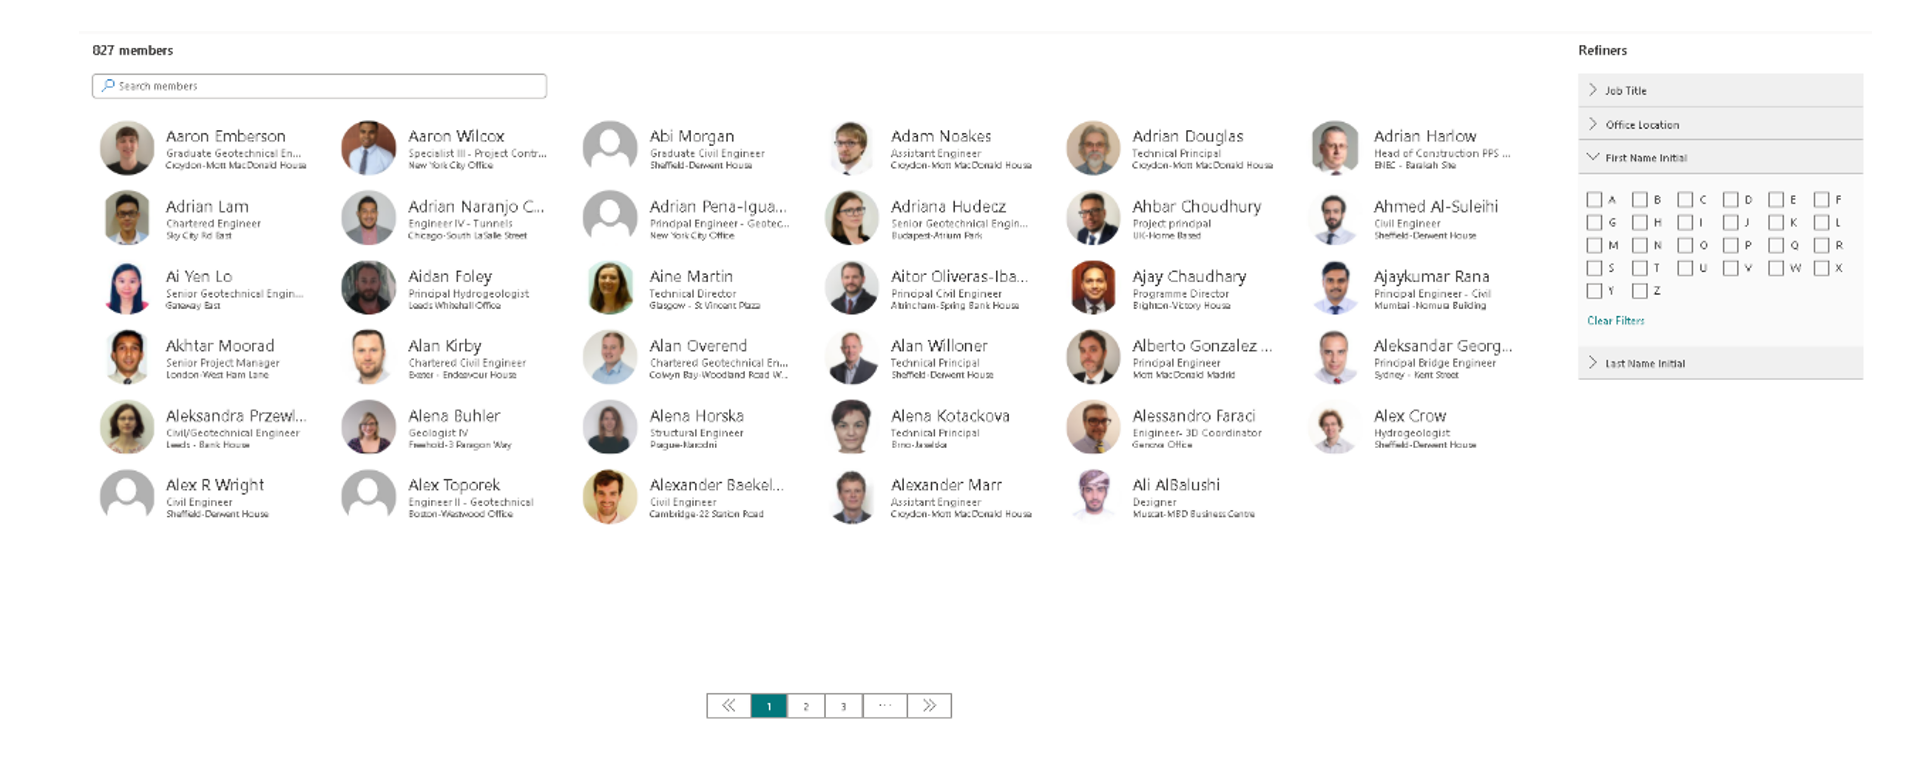 827 members
Refiners
Search members
Aaron Emberson
Graduate Geotechnical En...
Croydon-Mott MacDonald House
Aaron Wilcox
Specialist III - Project Contr...
New York City Office
Abi Morgan
Graduate Civil Engineer
Sheffield-Derwent House
Adam Noakes
Assistant Engineer
Croydon-Mott MacDonald House
Adrian Douglas
Technical Principal
Croydon-Mott MacDonald House
Adrian Harlow
Head of Construction PPS ...
ENEC - Barakah Site
Adrian Lam
Chartered Engineer
Sky City Rd East
Adrian Naranjo C...
Engineer IV - Tunnels
Chicago-South LaSalle Street
Adrian Pena-Igua...
Principal Engineer - Geotec...
New York City Office
Adriana Hudecz
Senior Geotechnical Engin...
Budapest-Atrium Park
Ahbar Choudhury
Project principal
UK-Home Based
Ahmed Al-Suleihi
Civil Engineer
Sheffield-Derwent House
Ai Yen Lo
Senior Geotechnical Engin...
Gateway East
Aidan Foley
Principal Hydrogeologist
Leeds Whitehall Office
Aine Martin
Technical Director
Glasgow - St Vincent Plaza
Aitor Oliveras-Iba...
Principal Civil Engineer
Altrincham-Spring Bank House
Ajay Chaudhary
Programme Director
Brighton-Victory House
Ajaykumar Rana
Principal Engineer - Civil
Mumbai -Nomura Building
Akhtar Moorad
Senior Project Manager
London-West Ham Lane
Alan Kirby
Chartered Civil Engineer
Exeter - Endeavour House
Alan Overend
Chartered Geotechnical En...
Colwyn Bay-Woodland Road W...
Alan Willoner
Technical Principal
Sheffield-Derwent House
Alberto Gonzalez ...
Principal Engineer
Mott MacDonald Madrid
Aleksandar Georg...
Principal Bridge Engineer
Sydney - Kent Street
Aleksandra Przewl...
Civil/Geotechnical Engineer
Leeds - Bank House
Alena Buhler
Geologist IV
Freehold-3 Paragon Way
Alena Horska
Structural Engineer
Prague-Narodni
Alena Kotackova
Technical Principal
Brno-Janelska
Alessandro Faraci
Enigineer- 3D Coordinator
Genova Office
Alex Crow
Hydrogeologist
Sheffield-Derwent House
Alex R Wright
Civil Engineer
Sheffield-Derwent House
Alex Toporek
Engineer II - Geotechnical
Boston-Westwood Office
Alexander Baekel...
Civil Engineer
Cambridge-22 Station Road
Alexander Marr
Assistant Engineer
Croydon-Mott MacDonald House
Ali AlBalushi
Designer
Muscat-MBD Business Centre
Job Title
Office Location
First Name Initial
A B C D E F
G H I J K L
M N O P Q R
S T U V W X
Y Z
Clear Filters
Last Name Initial
1 2 3 ...